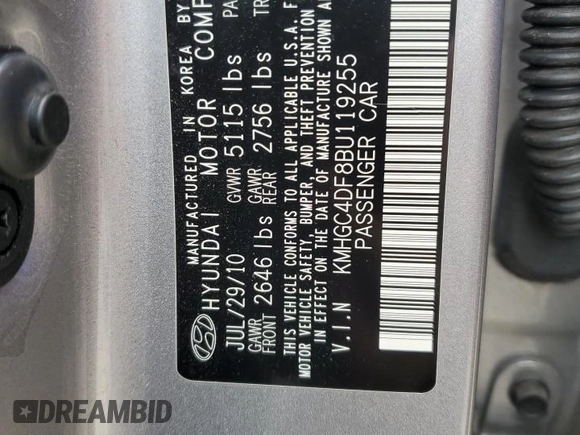 MANUFACTURED IN KOREA BY
HYUNDAI MOTOR COMP
JUL/29/10 GVWR 5115 lbs PA
GAWR FRONT 2646 lbs GAWR REAR 2756 lbs TR
THIS VEHICLE CONFORMS TO ALL APPLICABLE U.S.A. F
MOTOR VEHICLE SAFETY, BUMPER, AND THEFT PREVENTION
IN EFFECT ON THE DATE OF MANUFACTURE SHOWN A
V.I.N KMHGC4DF8BU119255
PASSENGER CAR
DREAMBID